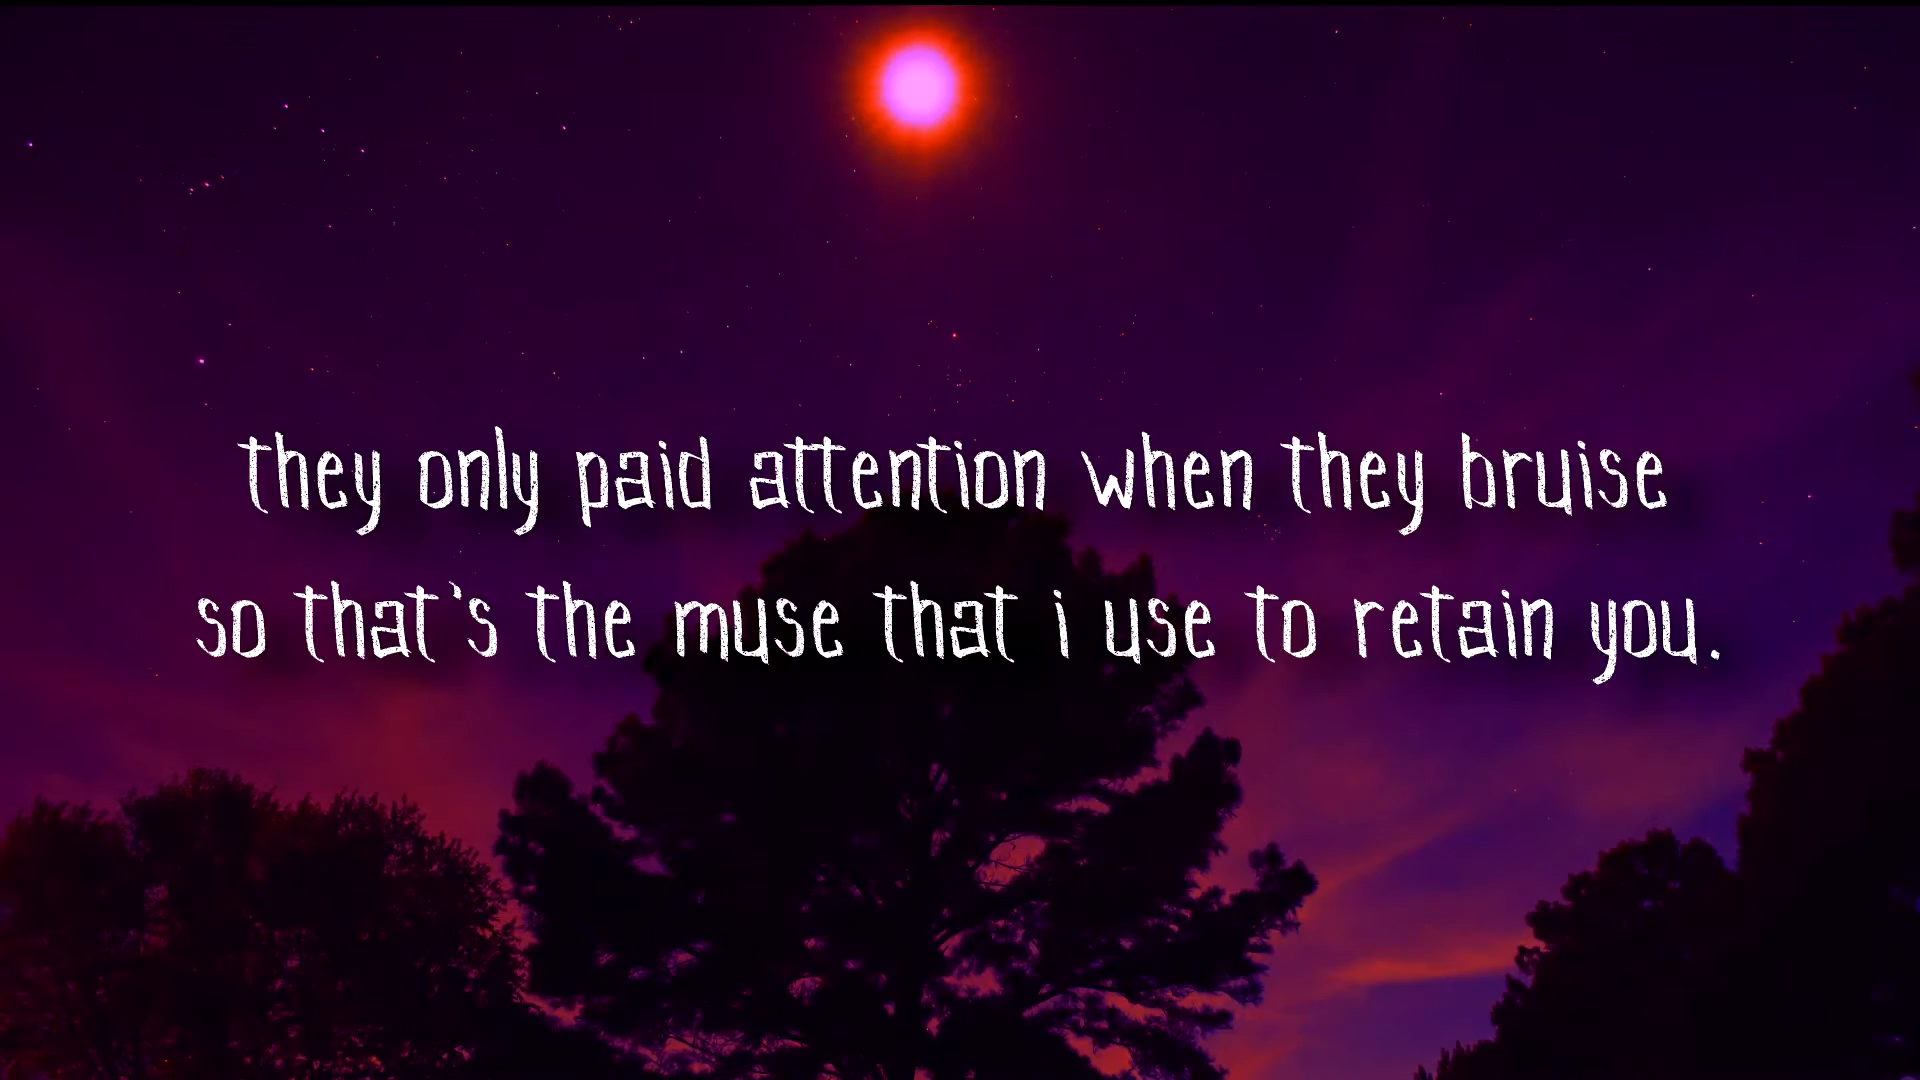 they only paid attention when they bruise
so that's the muse that i use to retain you.